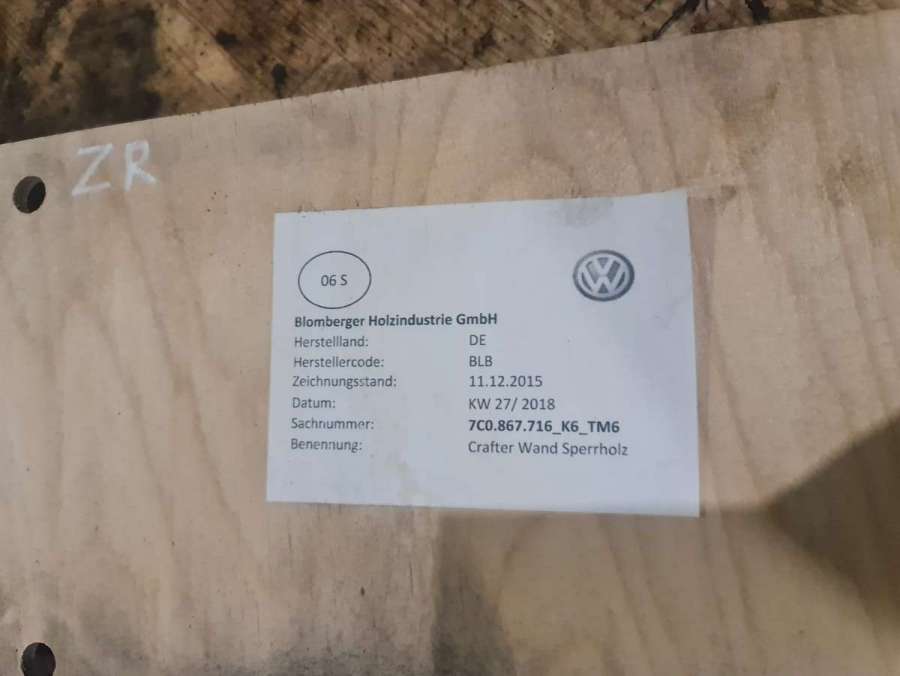 ZR
06 S
VW
Blomberger Holzindustrie GmbH
Herstellland: DE
Herstellercode: BLB
Zeichnungsstand: 11.12.2015
Datum: KW 27/ 2018
Sachnummer: 7C0.867.716_K6_TM6
Benennung: Crafter Wand Sperrholz